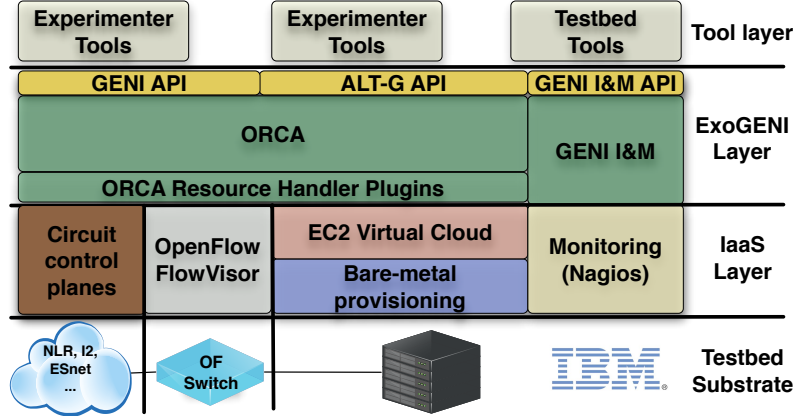 Experimenter
Tools
Experimenter
Tools
Testbed
Tools
Tool layer
GENI API
ALT-G API
GENI I&M API
ORCA
GENI I&M
ExoGENI
Layer
ORCA Resource Handler Plugins
Circuit
control
planes
OpenFlow
FlowVisor
EC2 Virtual Cloud
Bare-metal
provisioning
Monitoring
(Nagios)
IaaS
Layer
NLR, I2,
ESnet
...
OF
Switch
IBM®
Testbed
Substrate